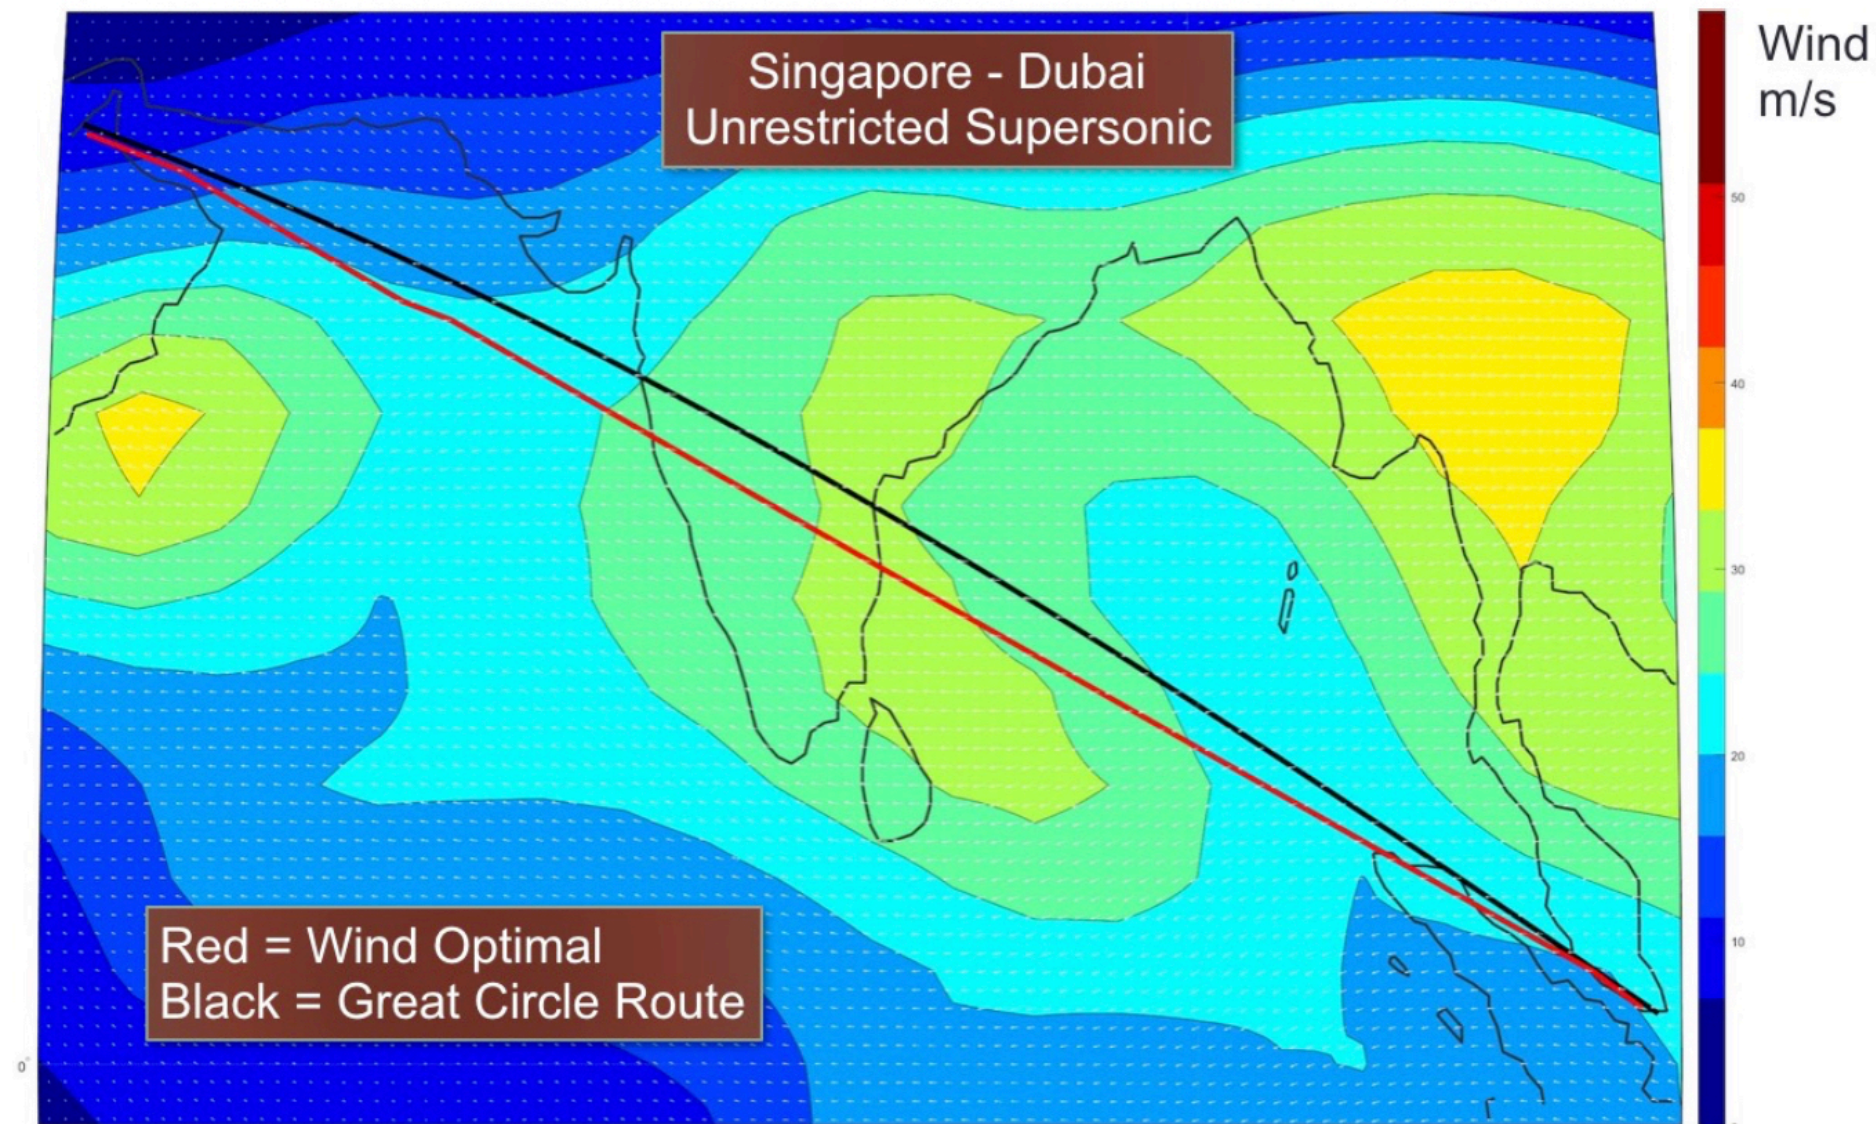 Singapore - Dubai
Unrestricted Supersonic
Wind
m/s
50
40
30
20
10
Red = Wind Optimal
Black = Great Circle Route
0°